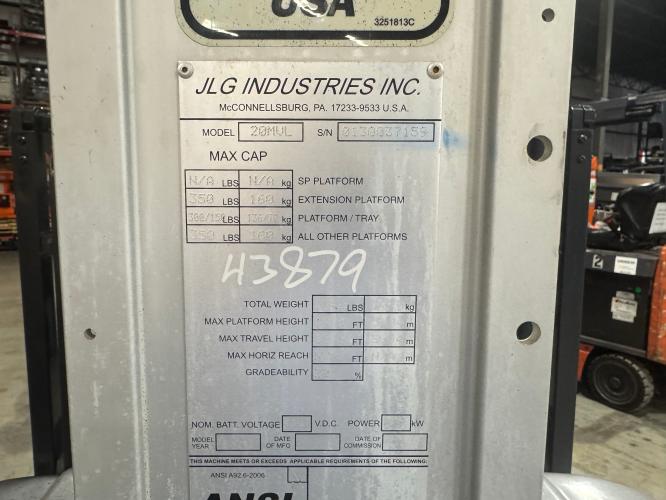 USA
3251813C
JLG INDUSTRIES INC.
McCONNELLSBURG, PA. 17233-9533 U.S.A.
MODEL 20MVL S/N 0130037159
MAX CAP
N/A LBS N/A kg SP PLATFORM
350 LBS 160 kg EXTENSION PLATFORM
LBS kg PLATFORM / TRAY
350 LBS 160 kg ALL OTHER PLATFORMS
43879
TOTAL WEIGHT LBS kg
MAX PLATFORM HEIGHT FT m
MAX TRAVEL HEIGHT FT m
MAX HORIZ REACH FT m
GRADEABILITY %
NOM. BATT. VOLTAGE V.D.C. POWER kW
MODEL YEAR DATE OF MFG DATE OF COMMISSION
THIS MACHINE MEETS OR EXCEEDS APPLICABLE REQUIREMENTS OF THE FOLLOWING:
ANSI A92.6-2006
ANSI
2